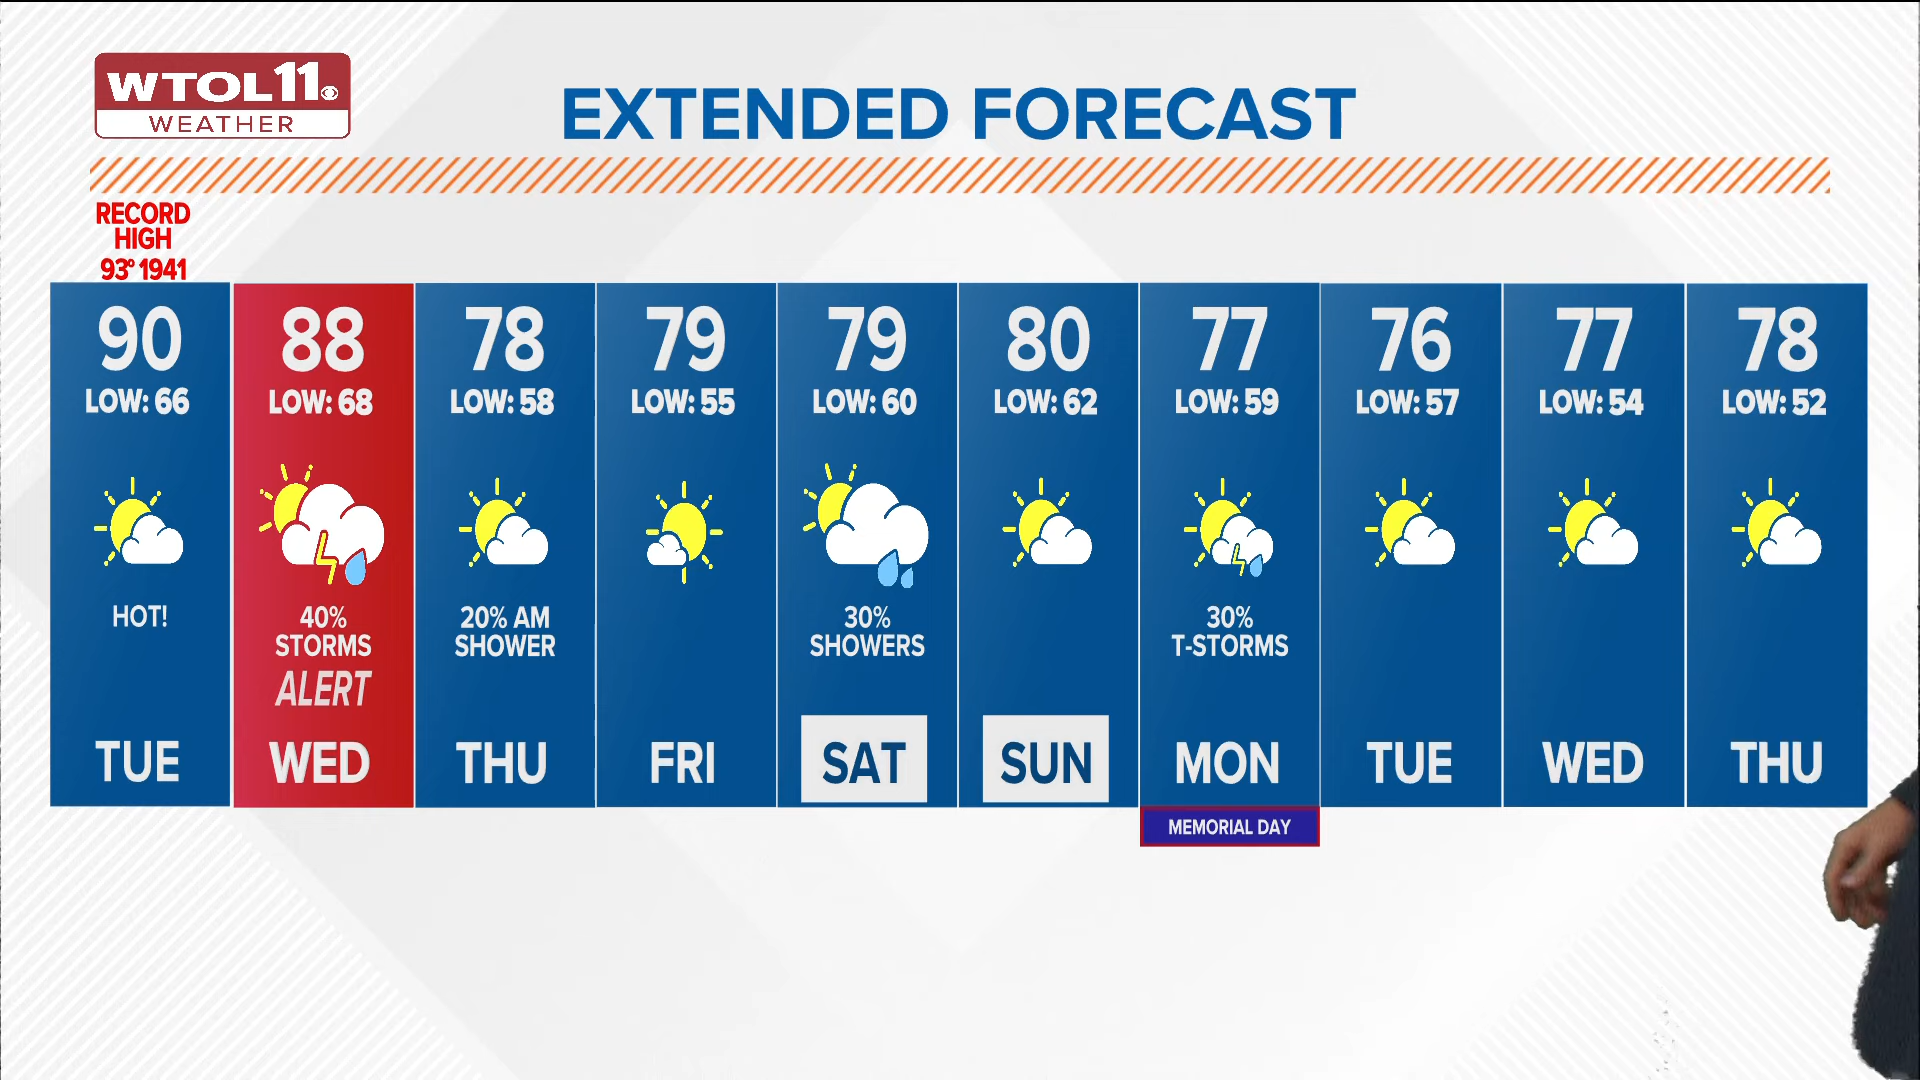 WTOL 11
WEATHER
EXTENDED FORECAST
RECORD
HIGH
93° 1941
90
LOW: 66
HOT!
TUE
88
LOW: 68
40%
STORMS
ALERT
WED
78
LOW: 58
20% AM
SHOWER
THU
79
LOW: 55
FRI
79
LOW: 60
30%
SHOWERS
SAT
80
LOW: 62
SUN
77
LOW: 59
30%
T-STORMS
MON
MEMORIAL DAY
76
LOW: 57
TUE
77
LOW: 54
WED
78
LOW: 52
THU